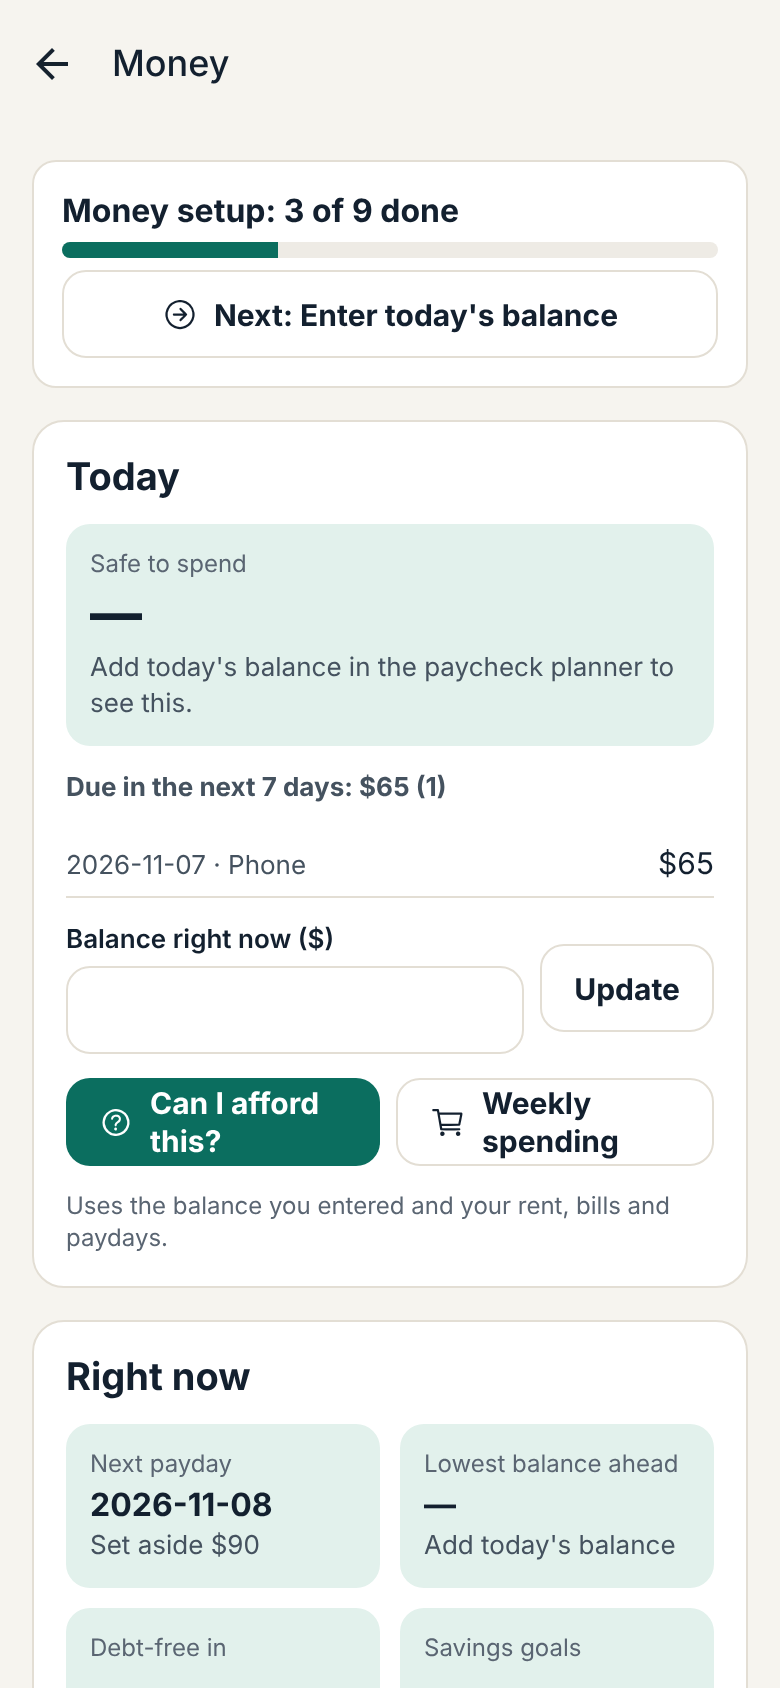 Money
Money setup: 3 of 9 done
Next: Enter today's balance
Today
Safe to spend
—
Add today's balance in the paycheck planner to
see this.
Due in the next 7 days: $65 (1)
2026-11-07 · Phone $65
Balance right now ($)
Update
Can I afford
this?
Weekly
spending
Uses the balance you entered and your rent, bills and
paydays.
Right now
Next payday
2026-11-08
Set aside $90
Lowest balance ahead
—
Add today's balance
Debt-free in
Savings goals